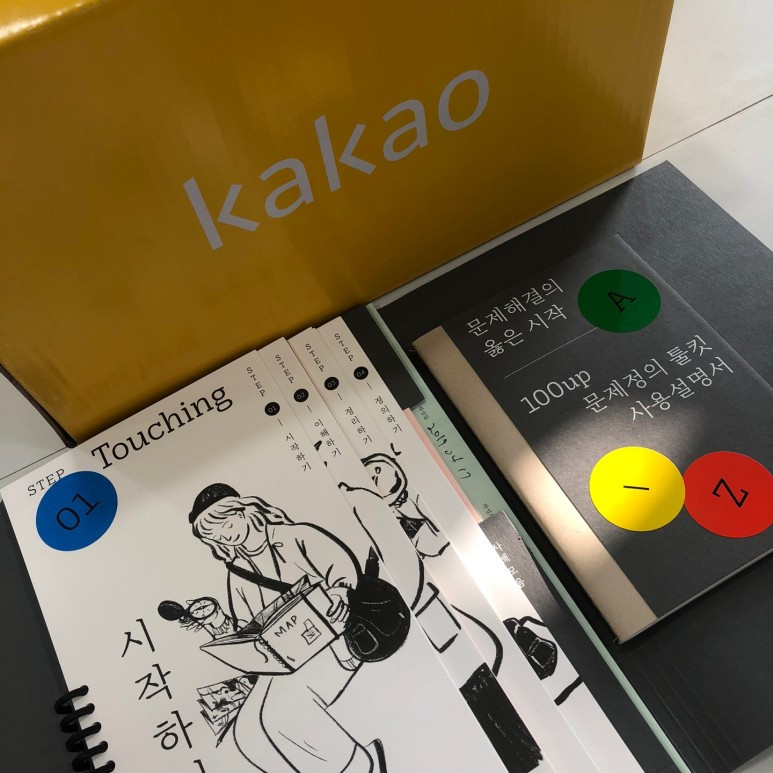 kakao
문제해결의
옳은 시작
A
100up
문제정의 툴킷
사용설명서
I
Z
STEP
01
Touching
시작하
MAP
STEP 01 시작하기
STEP 02 이해하기
STEP 03 정리하기
STEP 04 정의하기